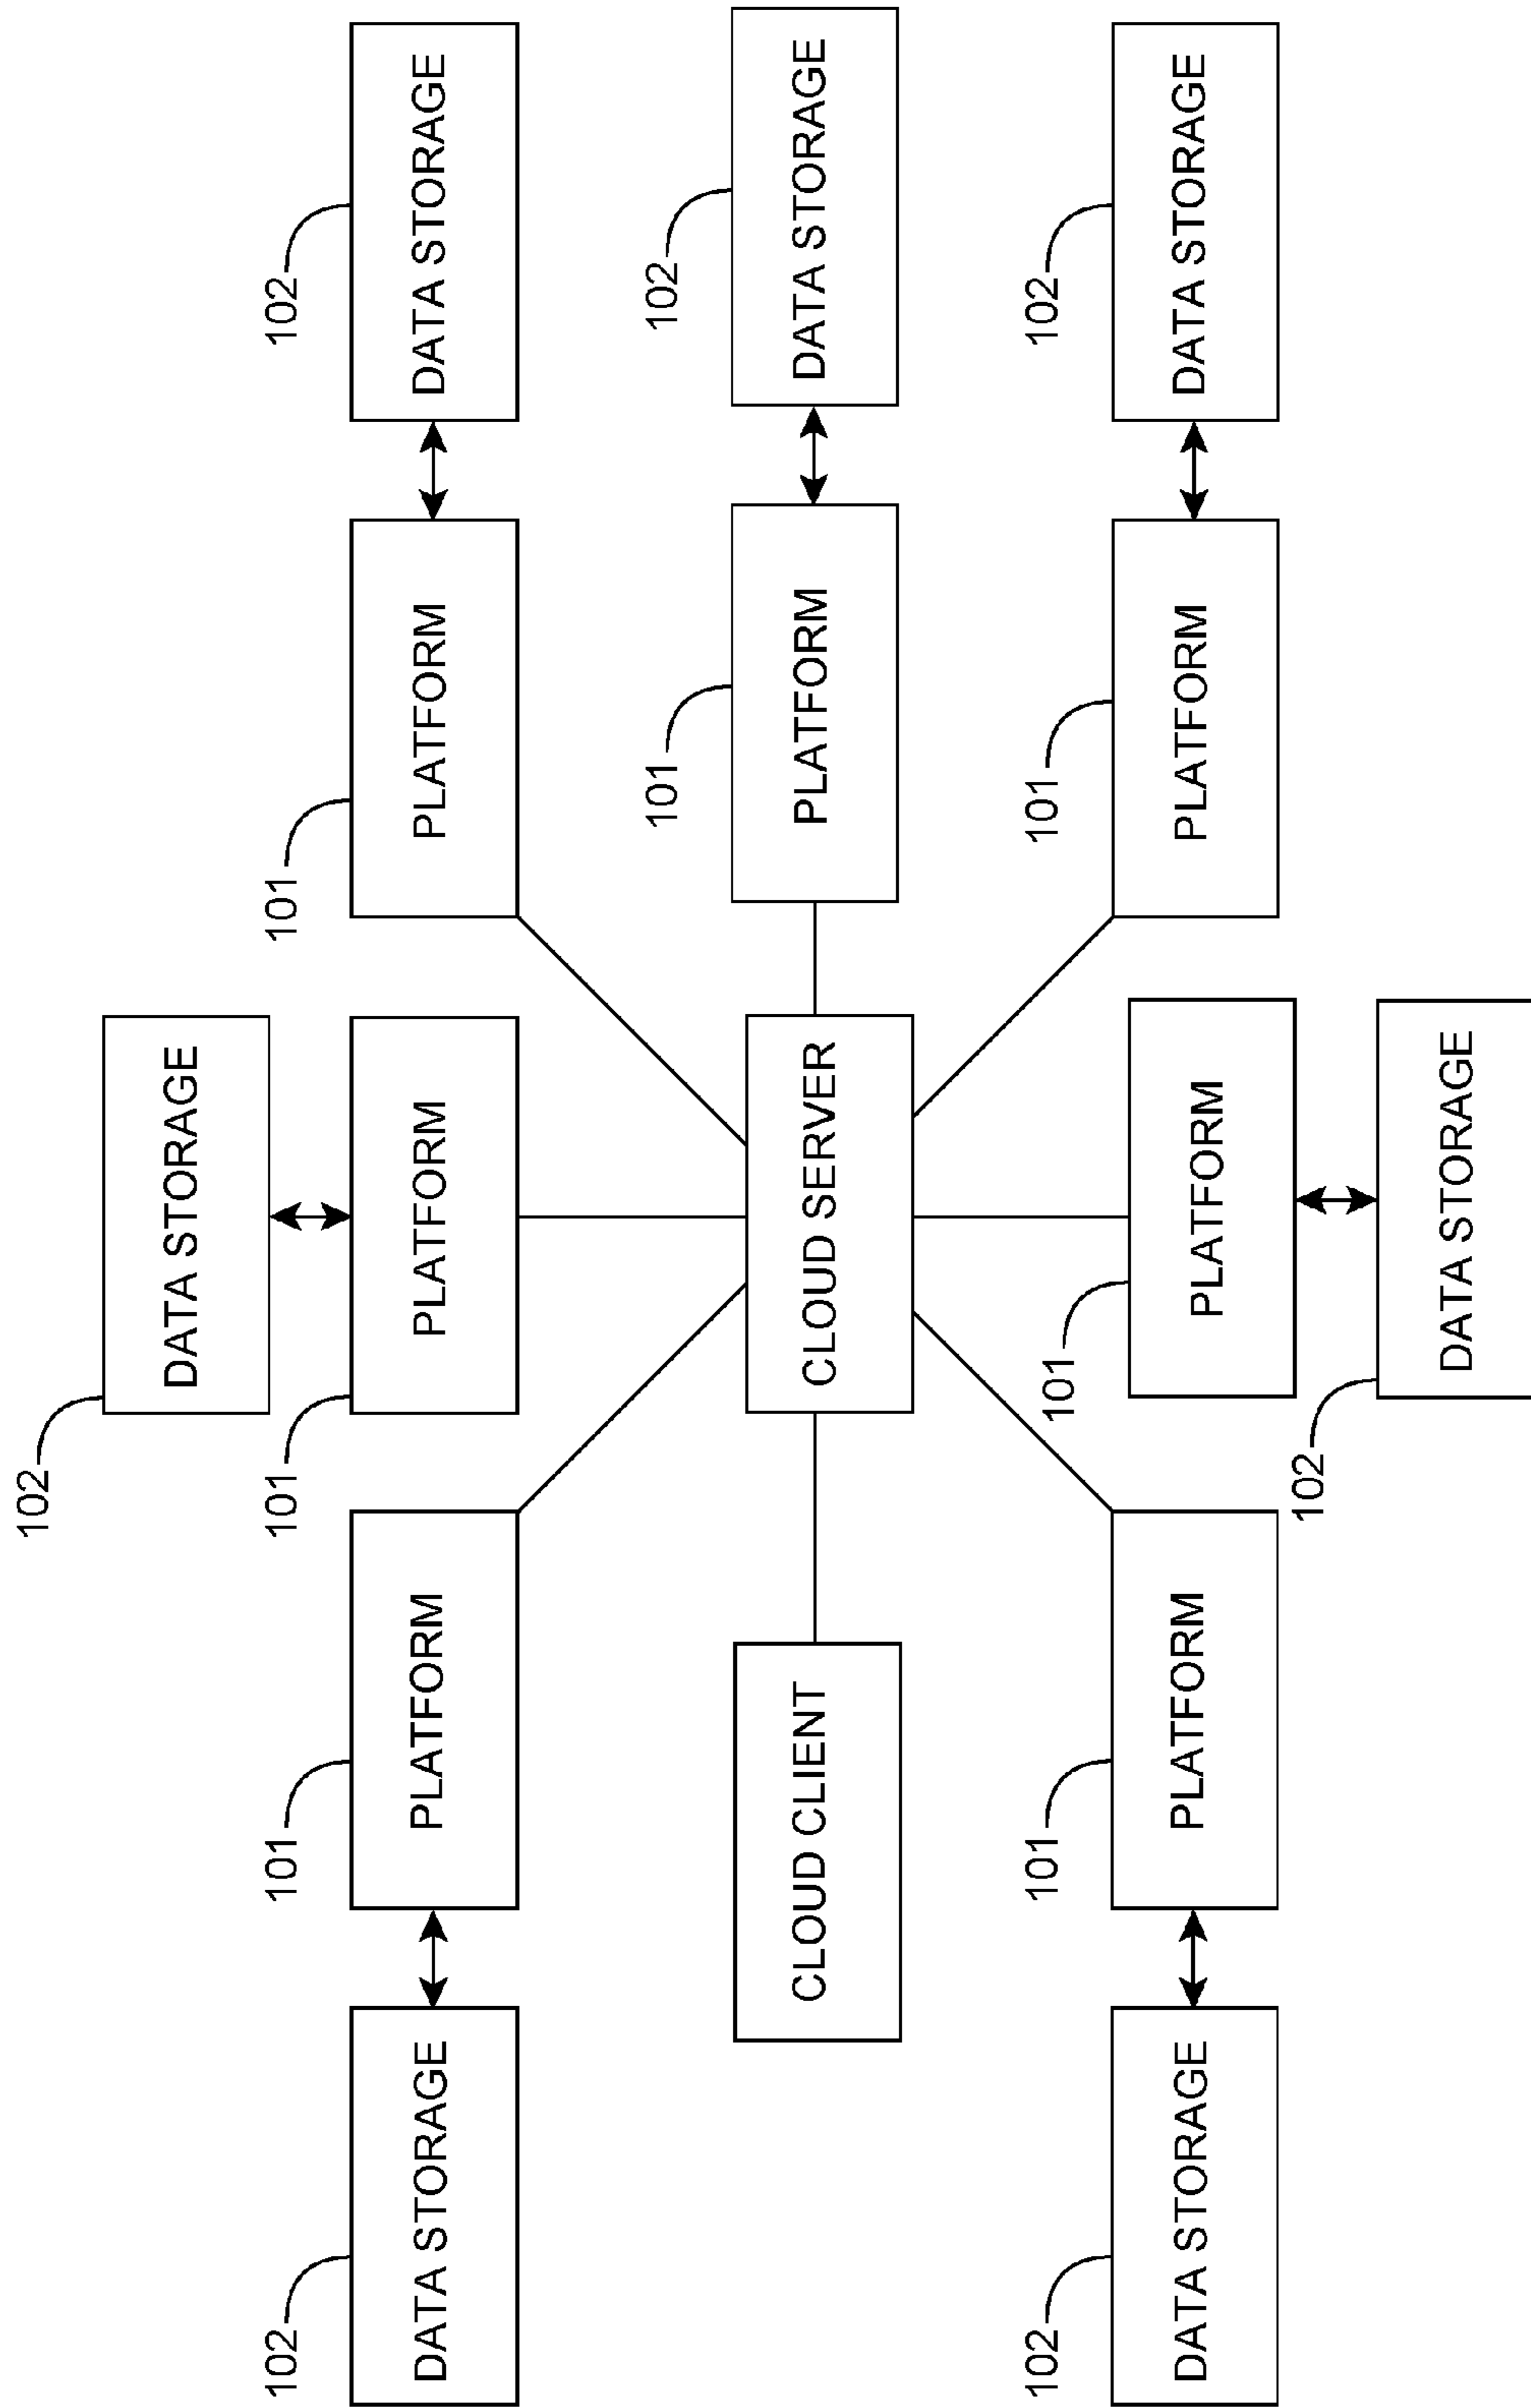 102
DATA STORAGE
102
101
101
101
102
DATA STORAGE
PLATFORM
PLATFORM
PLATFORM
DATA STORAGE
101
102
CLOUD CLIENT
CLOUD SERVER
PLATFORM
DATA STORAGE
102
101
101
101
102
DATA STORAGE
PLATFORM
PLATFORM
PLATFORM
DATA STORAGE
102
DATA STORAGE